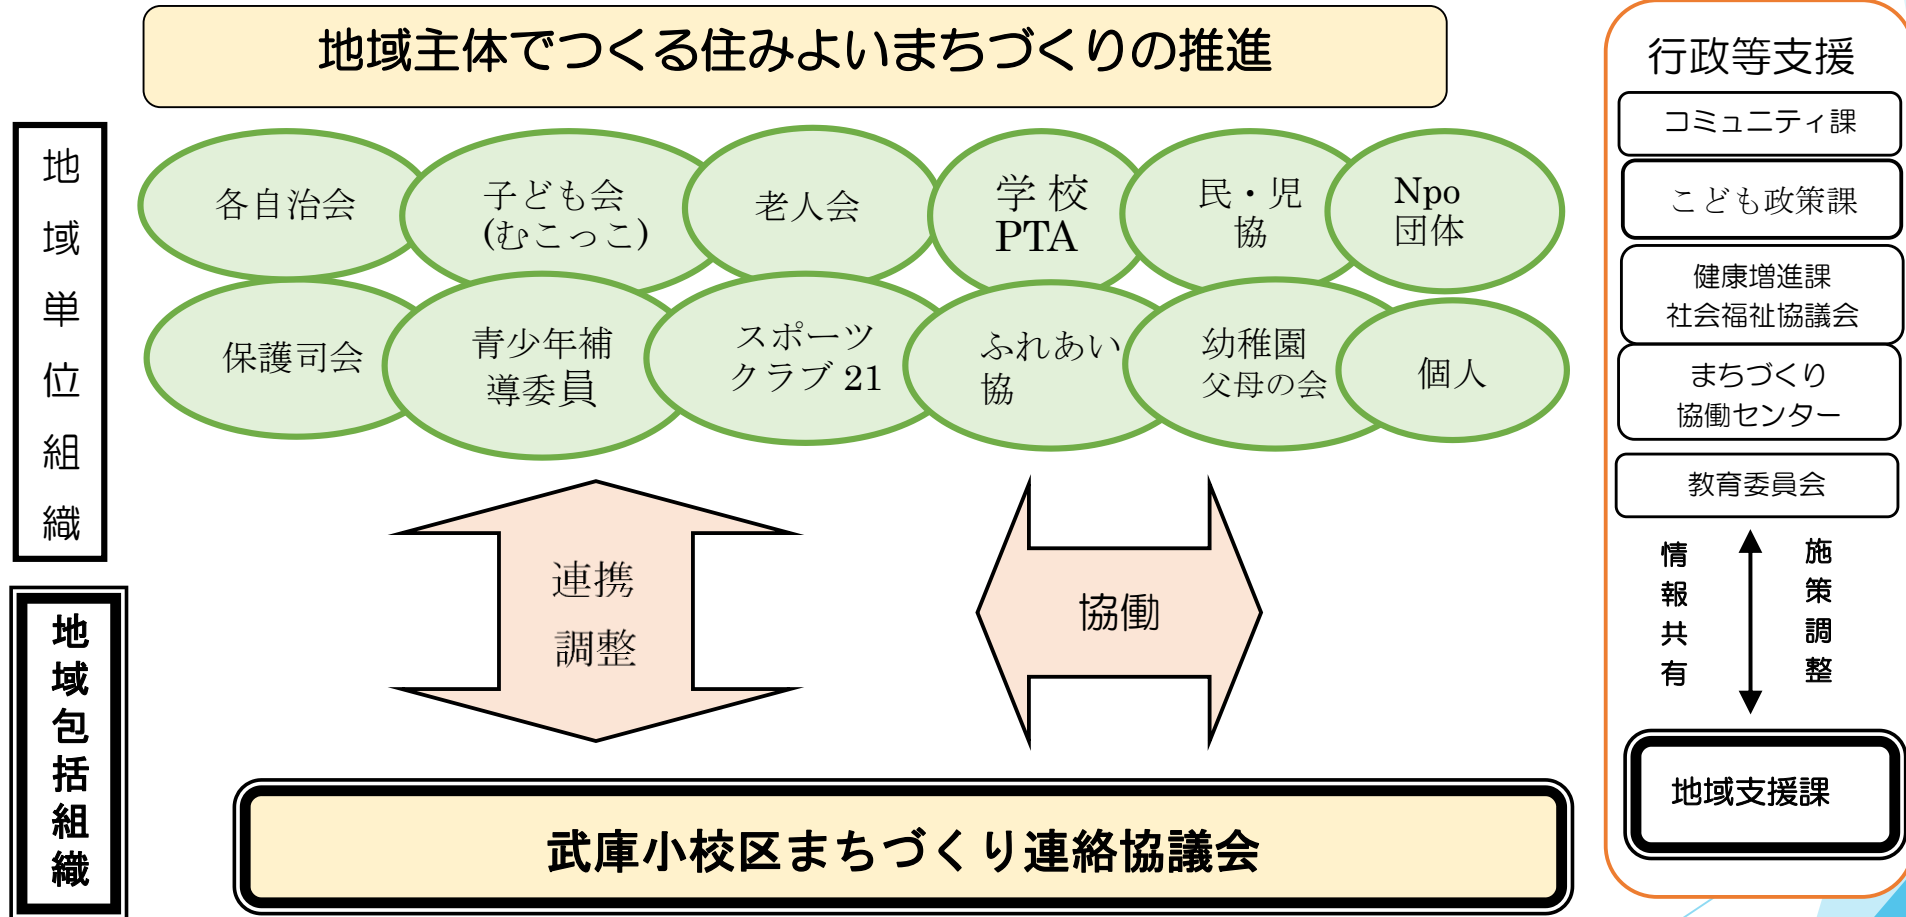 地域主体でつくる住みよいまちづくりの推進
地域単位組織
各自治会
子ども会
(むこっこ)
老人会
学校
PTA
民・児
協
Npo
団体
保護司会
青少年補
導委員
スポーツ
クラブ 21
ふれあい
協
幼稚園
父母の会
個人
連携
調整
協働
地域包括組織
武庫小校区まちづくり連絡協議会
行政等支援
コミュニティ課
こども政策課
健康増進課
社会福祉協議会
まちづくり
協働センター
教育委員会
情報共有
施策調整
地域支援課